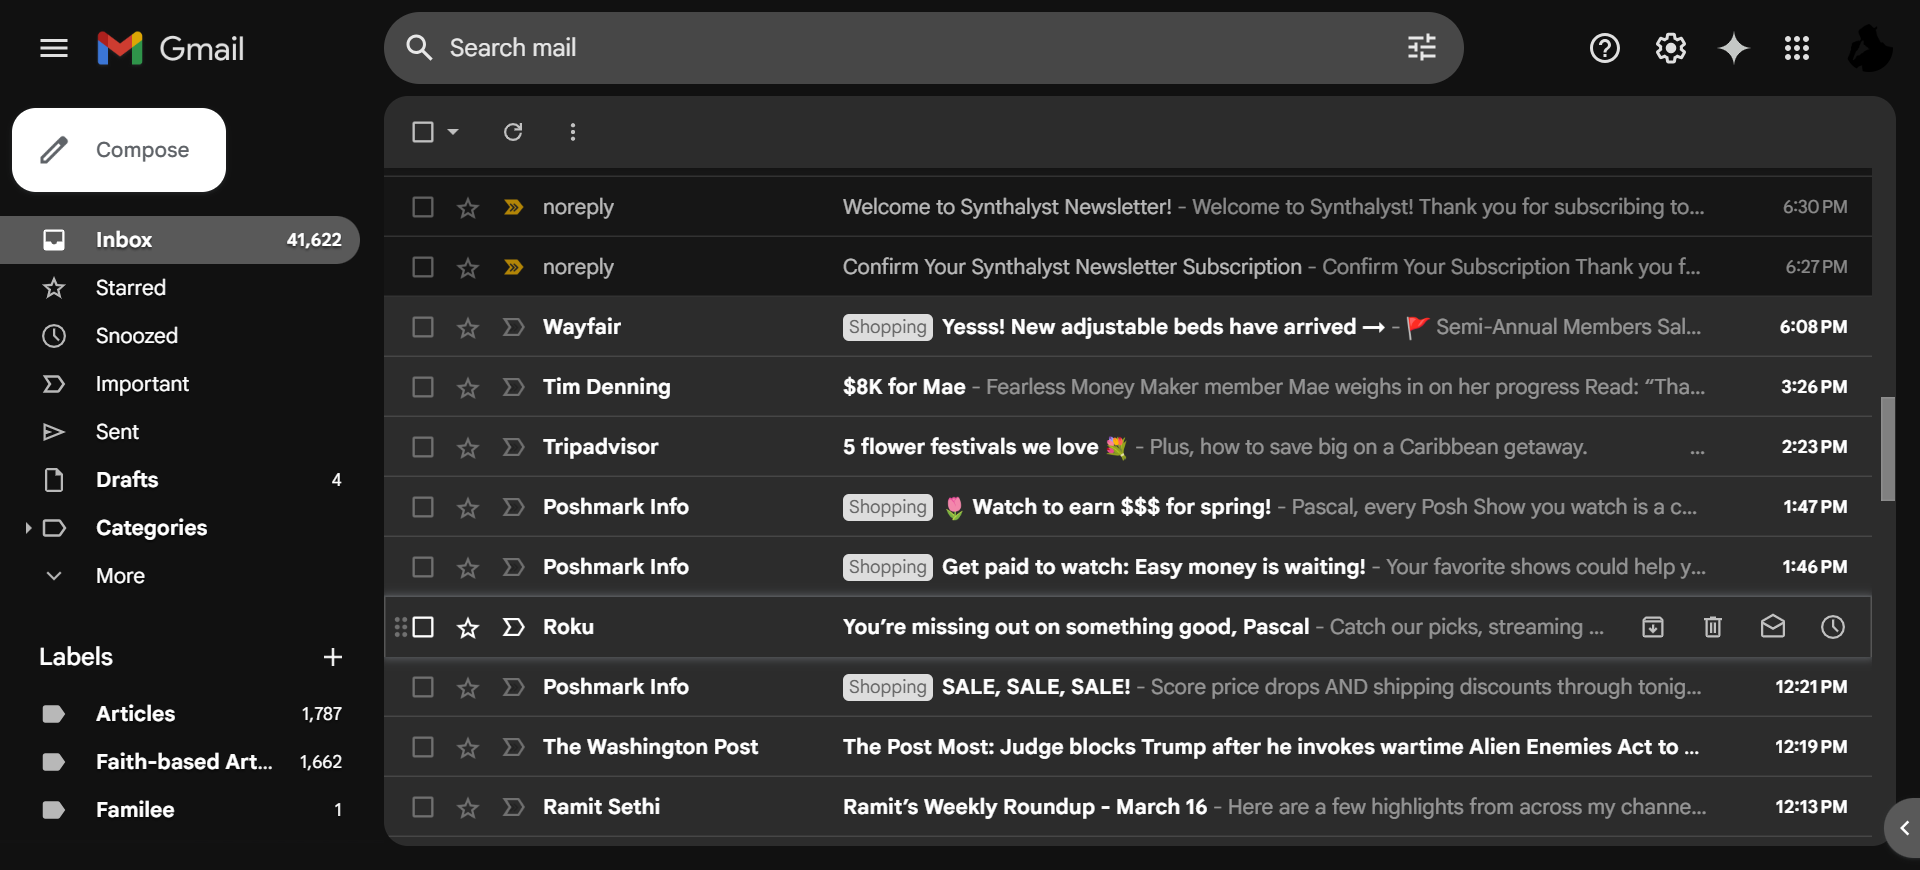 Gmail
Search mail
Compose
Inbox 41,622
Starred
Snoozed
Important
Sent
Drafts 4
Categories
More
Labels
Articles 1,787
Faith-based Art... 1,662
Familee 1
noreply Welcome to Synthalyst Newsletter! - Welcome to Synthalyst! Thank you for subscribing to... 6:30 PM
noreply Confirm Your Synthalyst Newsletter Subscription - Confirm Your Subscription Thank you f... 6:27 PM
Wayfair Shopping Yesss! New adjustable beds have arrived → - 🚩 Semi-Annual Members Sal... 6:08 PM
Tim Denning $8K for Mae - Fearless Money Maker member Mae weighs in on her progress Read: “Tha... 3:26 PM
Tripadvisor 5 flower festivals we love 💐 - Plus, how to save big on a Caribbean getaway. ... 2:23 PM
Poshmark Info Shopping 🌷 Watch to earn $$$ for spring! - Pascal, every Posh Show you watch is a c... 1:47 PM
Poshmark Info Shopping Get paid to watch: Easy money is waiting! - Your favorite shows could help y... 1:46 PM
Roku You’re missing out on something good, Pascal - Catch our picks, streaming ...
Poshmark Info Shopping SALE, SALE, SALE! - Score price drops AND shipping discounts through tonig... 12:21 PM
The Washington Post The Post Most: Judge blocks Trump after he invokes wartime Alien Enemies Act to ... 12:19 PM
Ramit Sethi Ramit’s Weekly Roundup - March 16 - Here are a few highlights from across my channe... 12:13 PM